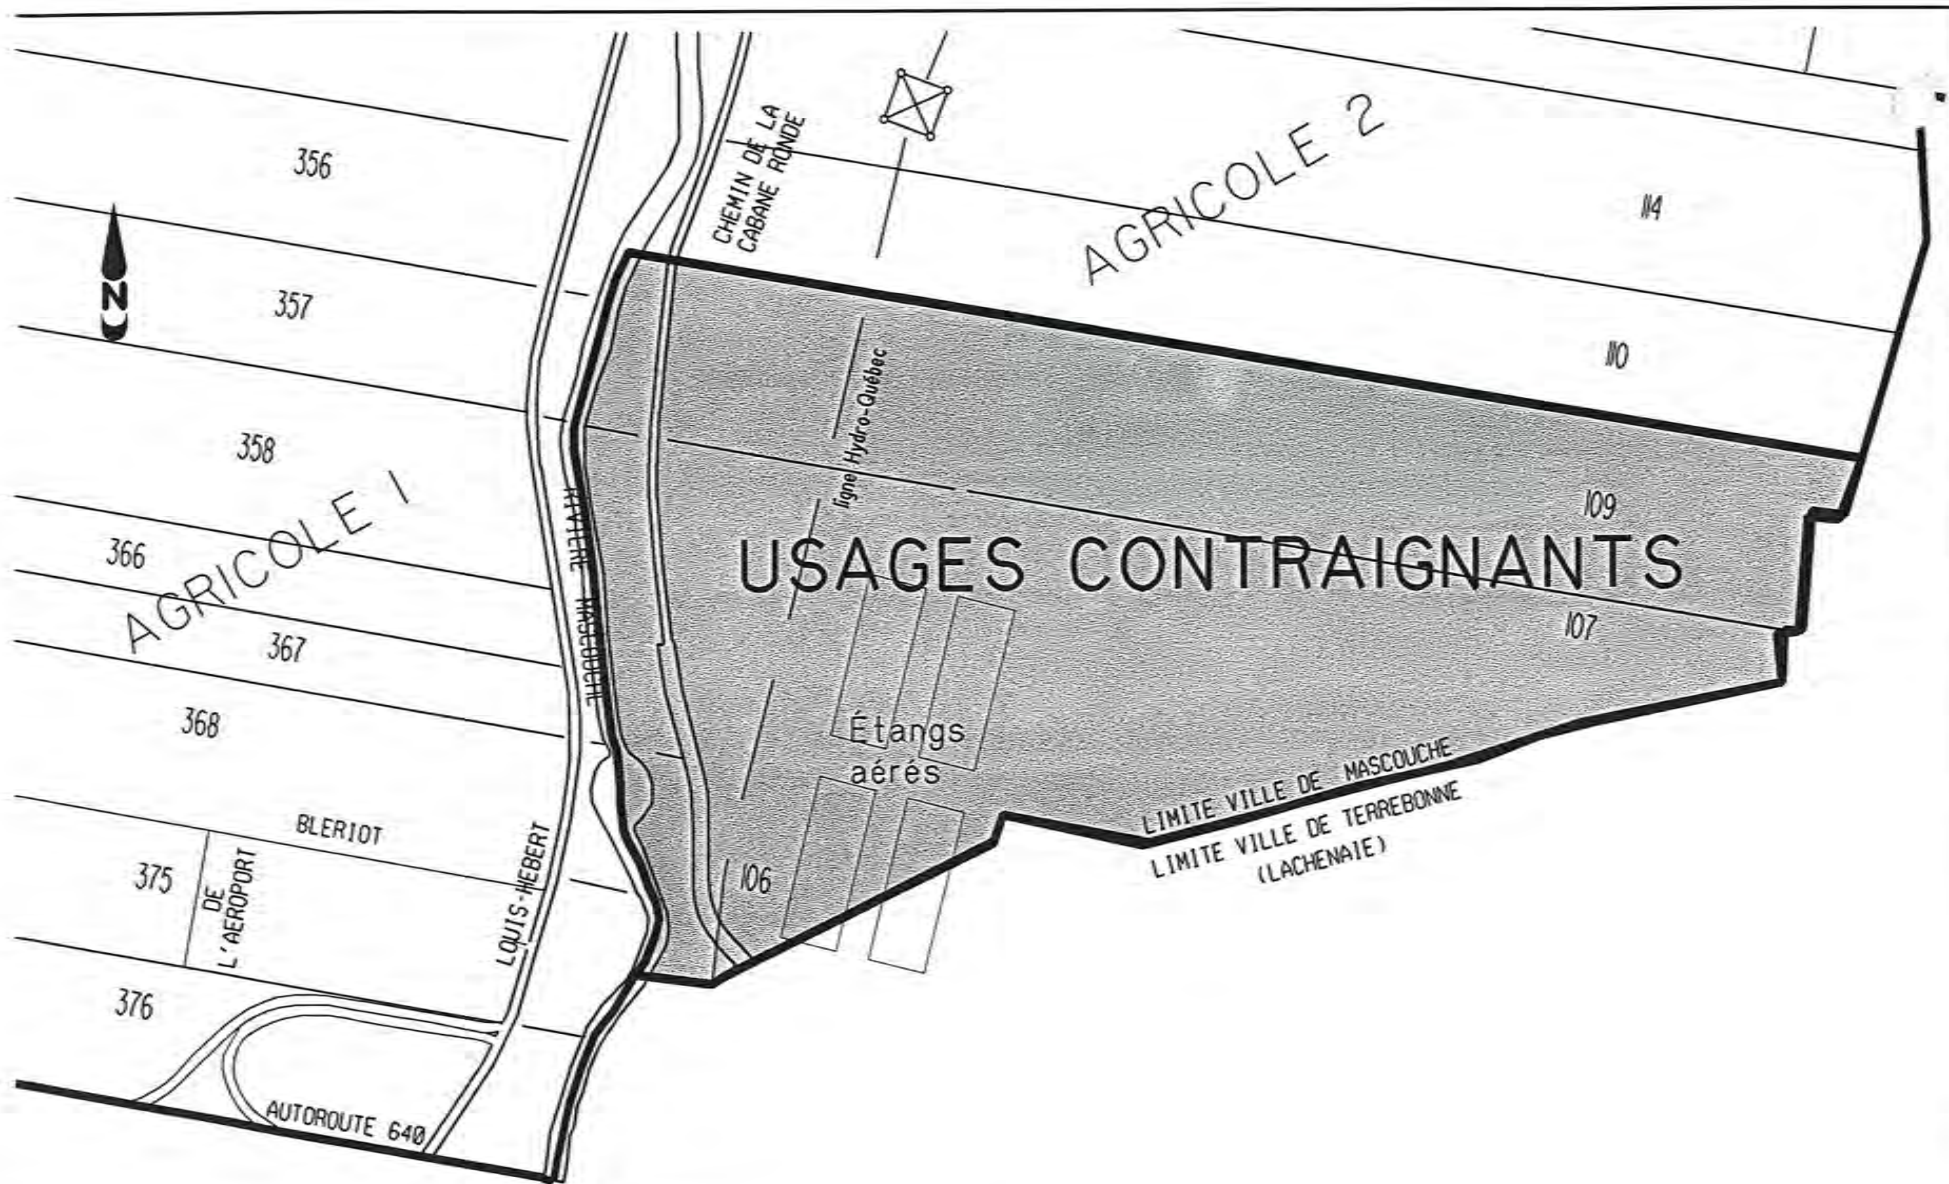 356
CHEMIN DE LA
CABANE RONDE
AGRICOLE 2
114
N
357
110
ligne Hydro-Québec
358
AGRICOLE 1
109
USAGES CONTRAIGNANTS
366
RIVIERE MASCOUCHE
107
367
368
Étangs
aérés
LIMITE VILLE DE MASCOUCHE
LIMITE VILLE DE TERREBONNE
(LACHENAIE)
BLERIOT
375
DE
L'AEROPORT
LOUIS-HEBERT
106
376
AUTOROUTE 640